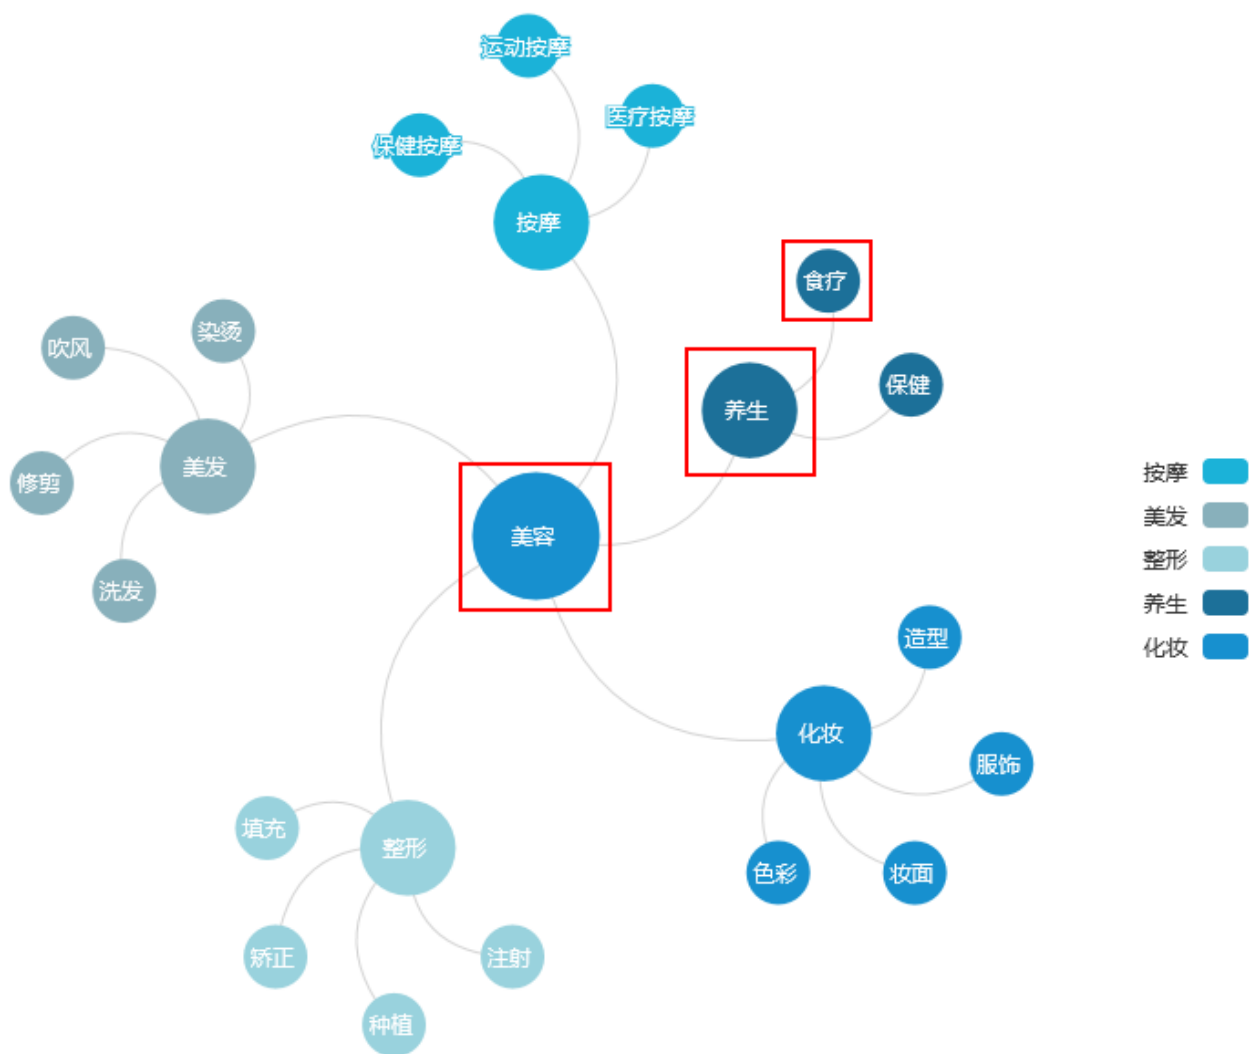 运动按摩
医疗按摩
保健按摩
按摩
食疗
保健
养生
染烫
吹风
美发
修剪
洗发
美容
按摩
美发
整形
养生
化妆
造型
化妆
服饰
色彩
妆面
填充
整形
矫正
注射
种植